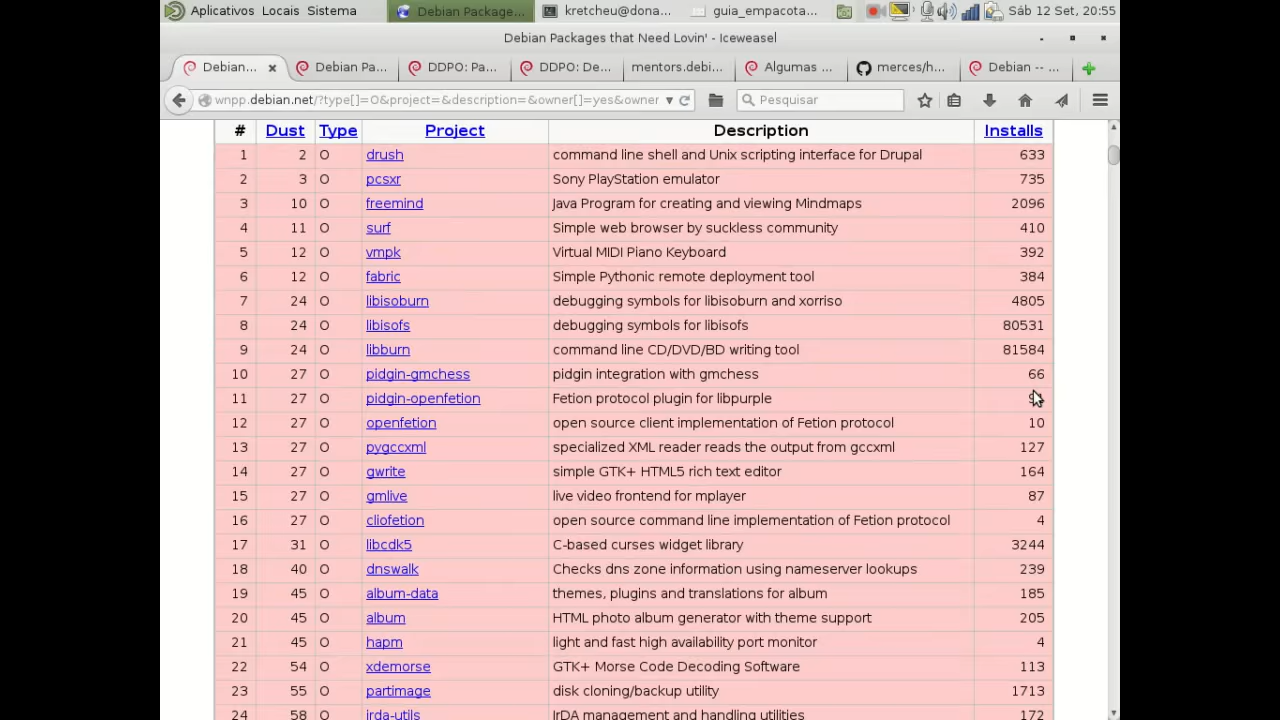 Aplicativos Locais Sistema Debian Package... kretcheu@dona... guia_empacota... Sáb 12 Set, 20:55
Debian Packages that Need Lovin' - Iceweasel
Debian... Debian Pa... DDPO: Pa... DDPO: De... mentors.debi... Algumas ... merces/h... Debian -- ...
wnpp.debian.net/?type[]=O&project=&description=&owner[]=yes&owner Pesquisar
# Dust Type Project Description Installs
1 2 O drush command line shell and Unix scripting interface for Drupal 633
2 3 O pcsxr Sony PlayStation emulator 735
3 10 O freemind Java Program for creating and viewing Mindmaps 2096
4 11 O surf Simple web browser by suckless community 410
5 12 O vmpk Virtual MIDI Piano Keyboard 392
6 12 O fabric Simple Pythonic remote deployment tool 384
7 24 O libisoburn debugging symbols for libisoburn and xorriso 4805
8 24 O libisofs debugging symbols for libisofs 80531
9 24 O libburn command line CD/DVD/BD writing tool 81584
10 27 O pidgin-gmchess pidgin integration with gmchess 66
11 27 O pidgin-openfetion Fetion protocol plugin for libpurple
12 27 O openfetion open source client implementation of Fetion protocol 10
13 27 O pygccxml specialized XML reader reads the output from gccxml 127
14 27 O gwrite simple GTK+ HTML5 rich text editor 164
15 27 O gmlive live video frontend for mplayer 87
16 27 O cliofetion open source command line implementation of Fetion protocol 4
17 31 O libcdk5 C-based curses widget library 3244
18 40 O dnswalk Checks dns zone information using nameserver lookups 239
19 45 O album-data themes, plugins and translations for album 185
20 45 O album HTML photo album generator with theme support 205
21 45 O hapm light and fast high availability port monitor 4
22 54 O xdemorse GTK+ Morse Code Decoding Software 113
23 55 O partimage disk cloning/backup utility 1713
24 58 O irda-utils IrDA management and handling utilities 172